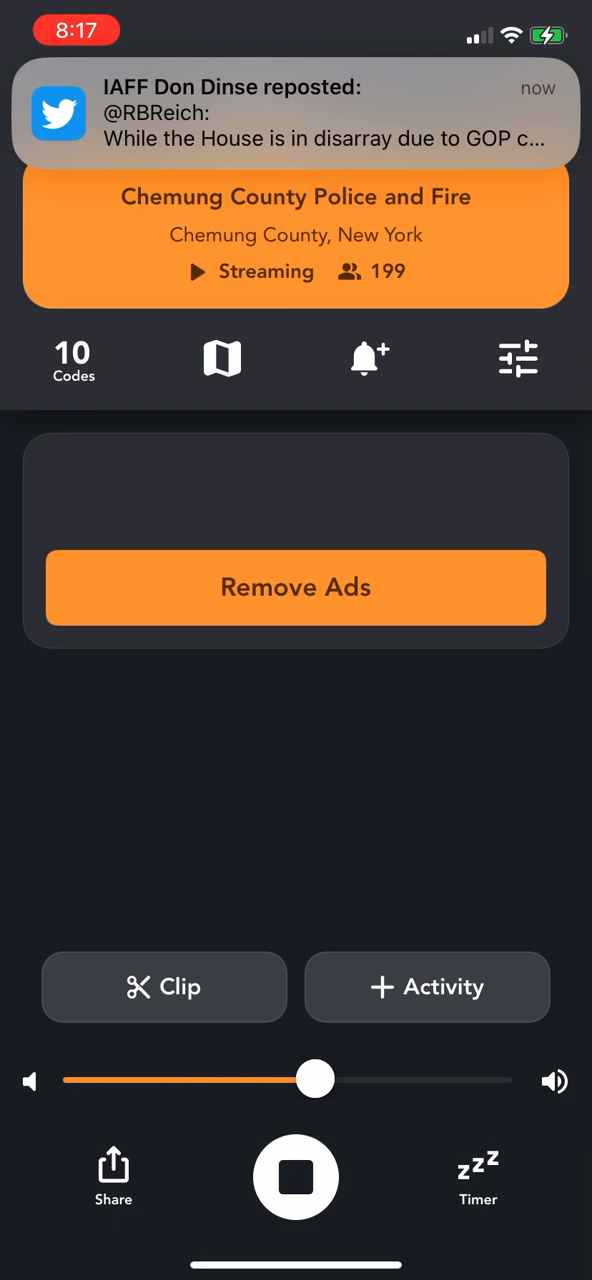 8:17
IAFF Don Dinse reposted:
now
@RBReich:
While the House is in disarray due to GOP c...
Chemung County Police and Fire
Chemung County, New York
Streaming 199
10
Codes
Remove Ads
Clip
Activity
Share
zzz
Timer